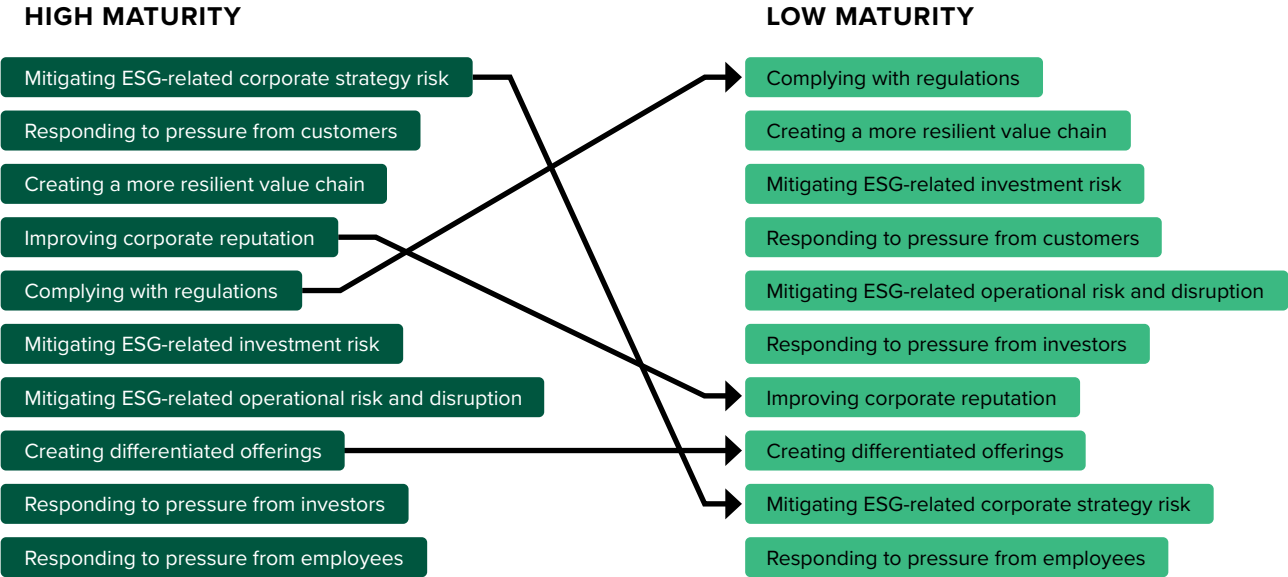 HIGH MATURITY
Mitigating ESG-related corporate strategy risk
Responding to pressure from customers
Creating a more resilient value chain
Improving corporate reputation
Complying with regulations
Mitigating ESG-related investment risk
Mitigating ESG-related operational risk and disruption
Creating differentiated offerings
Responding to pressure from investors
Responding to pressure from employees
LOW MATURITY
Complying with regulations
Creating a more resilient value chain
Mitigating ESG-related investment risk
Responding to pressure from customers
Mitigating ESG-related operational risk and disruption
Responding to pressure from investors
Improving corporate reputation
Creating differentiated offerings
Mitigating ESG-related corporate strategy risk
Responding to pressure from employees